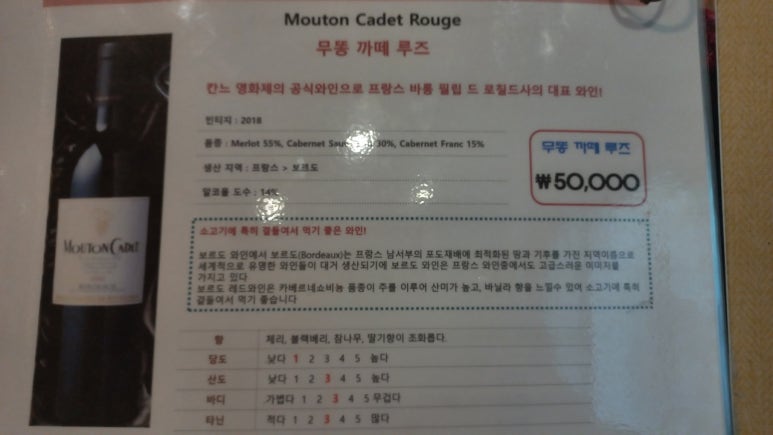 Mouton Cadet Rouge
무똥 까떼 루즈
칸느 영화제의 공식와인으로 프랑스 바롱 필립 드 로칠드사의 대표 와인!
빈티지 : 2018
품종 : Merlot 55%, Cabernet 30%, Cabernet Franc 15%
생산 지역 : 프랑스 > 보르도
알코올 도수 : 14%
무똥 까떼 루즈
₩50,000
소고기에 특히 곁들여서 먹기 좋은 와인!
보르도 와인에서 보르도(Bordeaux)는 프랑스 남서부의 포도재배에 최적화된 땅과 기후를 가진 지역이름으로
세계적으로 유명한 와인들이 대거 생산되기에 보르도 와인은 프랑스 와인중에서도 고급스러운 이미지를
가지고 있다
보르도 레드와인은 카베르네쇼비뇽 품종이 주를 이루어 산미가 높고, 바닐라 향을 느낄수 있어 소고기에 특히
곁들여서 먹기 좋습니다
MOUTON CADET
향 체리, 블랙베리, 참나무, 딸기향이 조화롭다.
당도 낮다 1 2 3 4 5 높다
산도 낮다 1 2 3 4 5 높다
바디 가볍다 1 2 3 4 5 무겁다
타닌 적다 1 2 3 4 5 많다